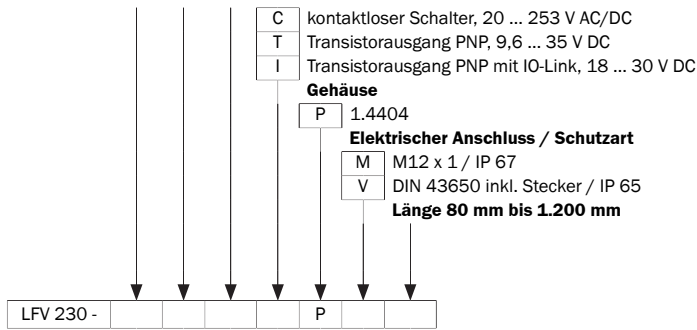 C kontaktloser Schalter, 20 ... 253 V AC/DC
T Transistorausgang PNP, 9,6 ... 35 V DC
I Transistorausgang PNP mit IO-Link, 18 ... 30 V DC
Gehäuse
P 1.4404
Elektrischer Anschluss / Schutzart
M M12 x 1 / IP 67
V DIN 43650 inkl. Stecker / IP 65
Länge 80 mm bis 1.200 mm
LFV 230 - P